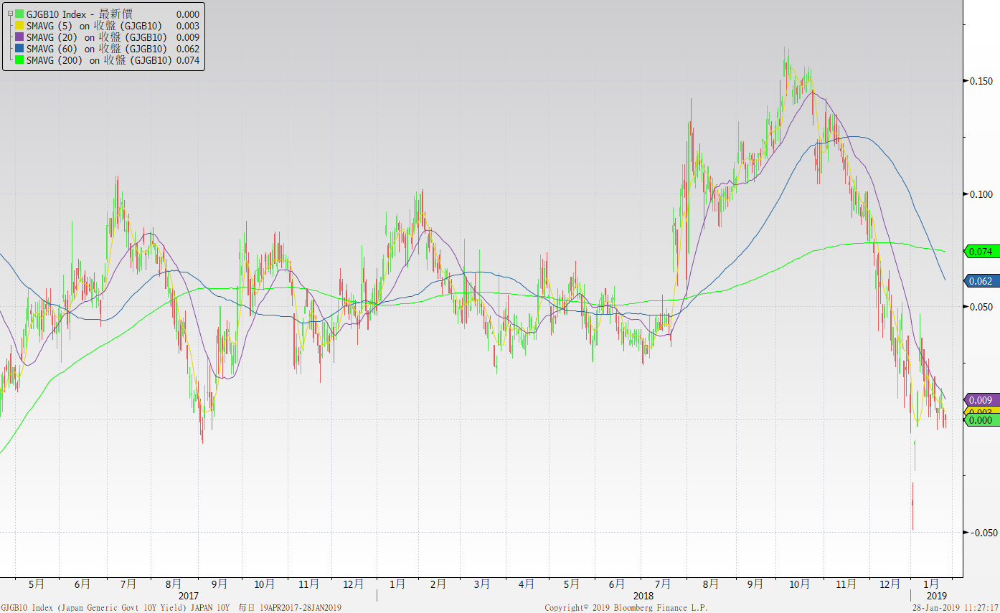 GJGB10 Index - 最新價 0.000
SMAVG (5) on 收盤 (GJGB10) 0.003
SMAVG (20) on 收盤 (GJGB10) 0.009
SMAVG (60) on 收盤 (GJGB10) 0.062
SMAVG (200) on 收盤 (GJGB10) 0.074
0.150
0.100
0.074
0.062
0.050
0.009
0.003
0.000
-0.050
5月 6月 7月 8月 9月 10月 11月 12月 1月 2月 3月 4月 5月 6月 7月 8月 9月 10月 11月 12月 1月
2017 2018 2019
GJGB10 Index (Japan Generic Govt 10Y Yield) JAPAN 10Y 每日 19APR2017-28JAN2019 Copyright© 2019 Bloomberg Finance L.P. 28-Jan-2019 11:27:17